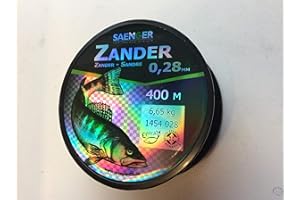 SAENGER
ZANDER
ZANDER - SANDRE
0,28MM
400 M
6,65 kg
1454 028